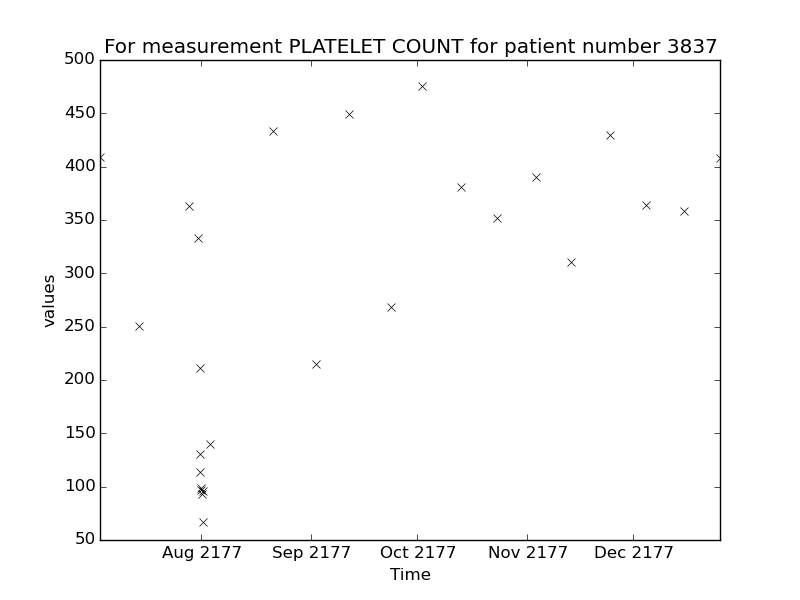 For measurement PLATELET COUNT for patient number 3837
500
450
400
350
300
250
200
150
100
50
values
Aug 2177 Sep 2177 Oct 2177 Nov 2177 Dec 2177
Time